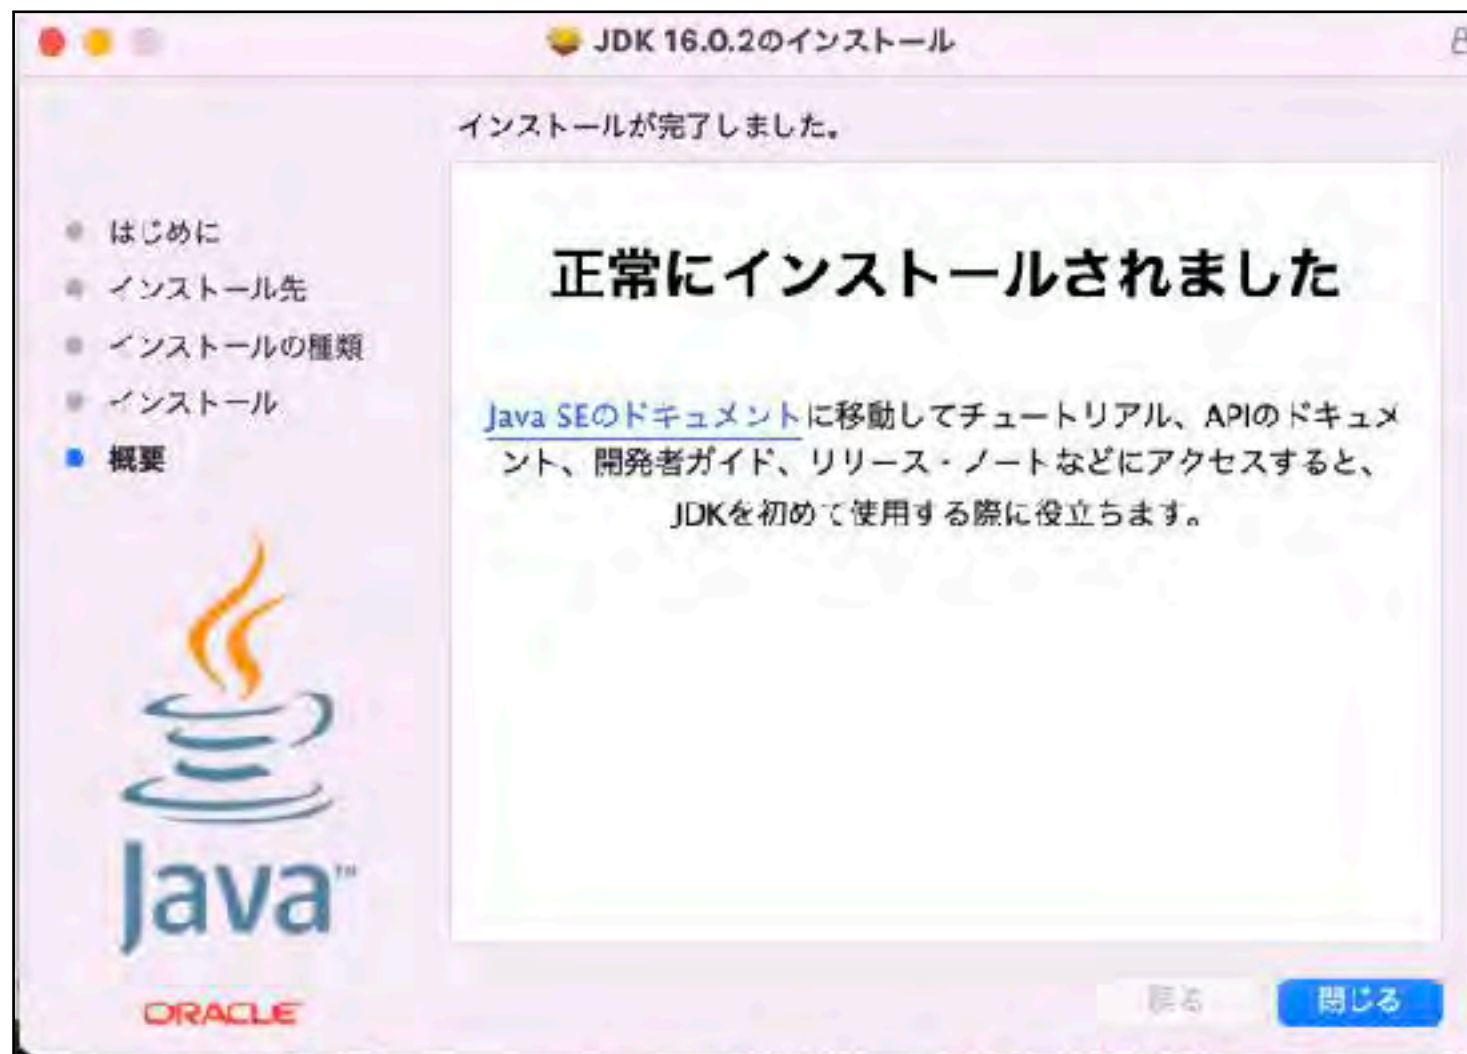 JDK 16.0.2のインストール
インストールが完了しました。
はじめに
インストール先
インストールの種類
インストール
概要
正常にインストールされました
Java SEのドキュメントに移動してチュートリアル、APIのドキュメ
ント、開発者ガイド、リリース・ノートなどにアクセスすると、
JDKを初めて使用する際に役立ちます。
Java™
ORACLE
戻る
閉じる